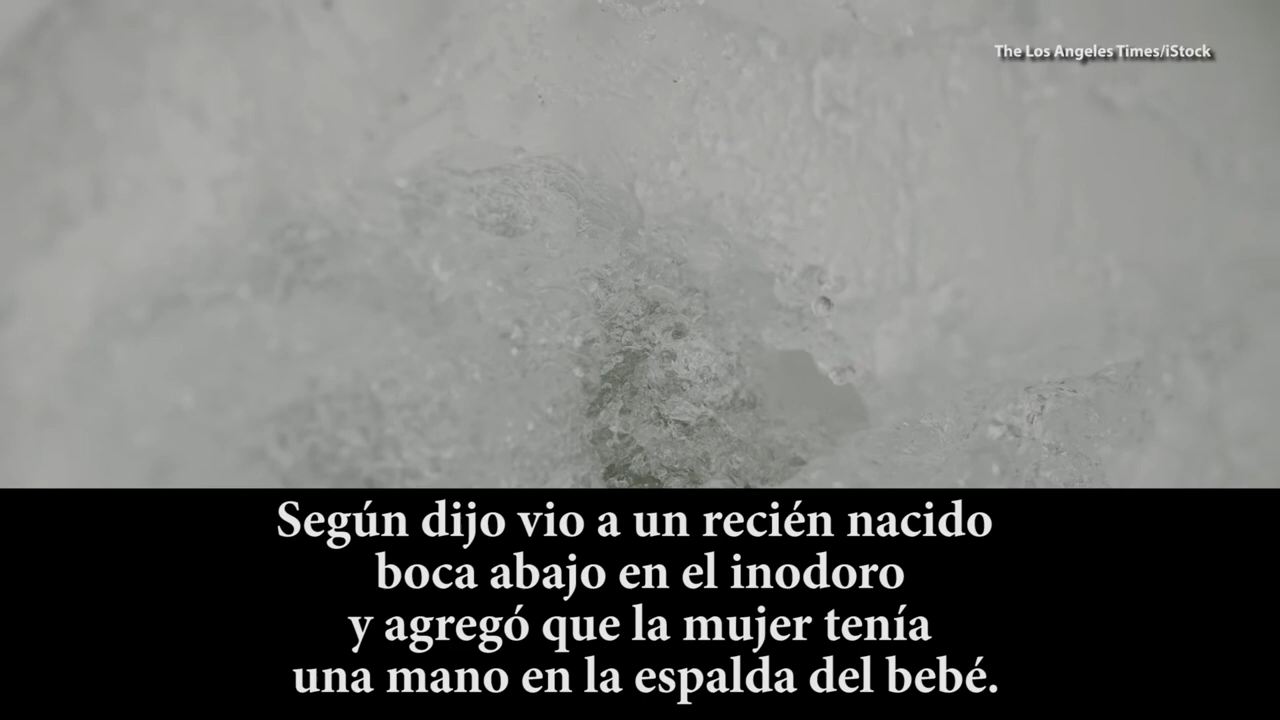 The Los Angeles Times/iStock
Según dijo vio a un recién nacido
boca abajo en el inodoro
y agregó que la mujer tenía
una mano en la espalda del bebé.